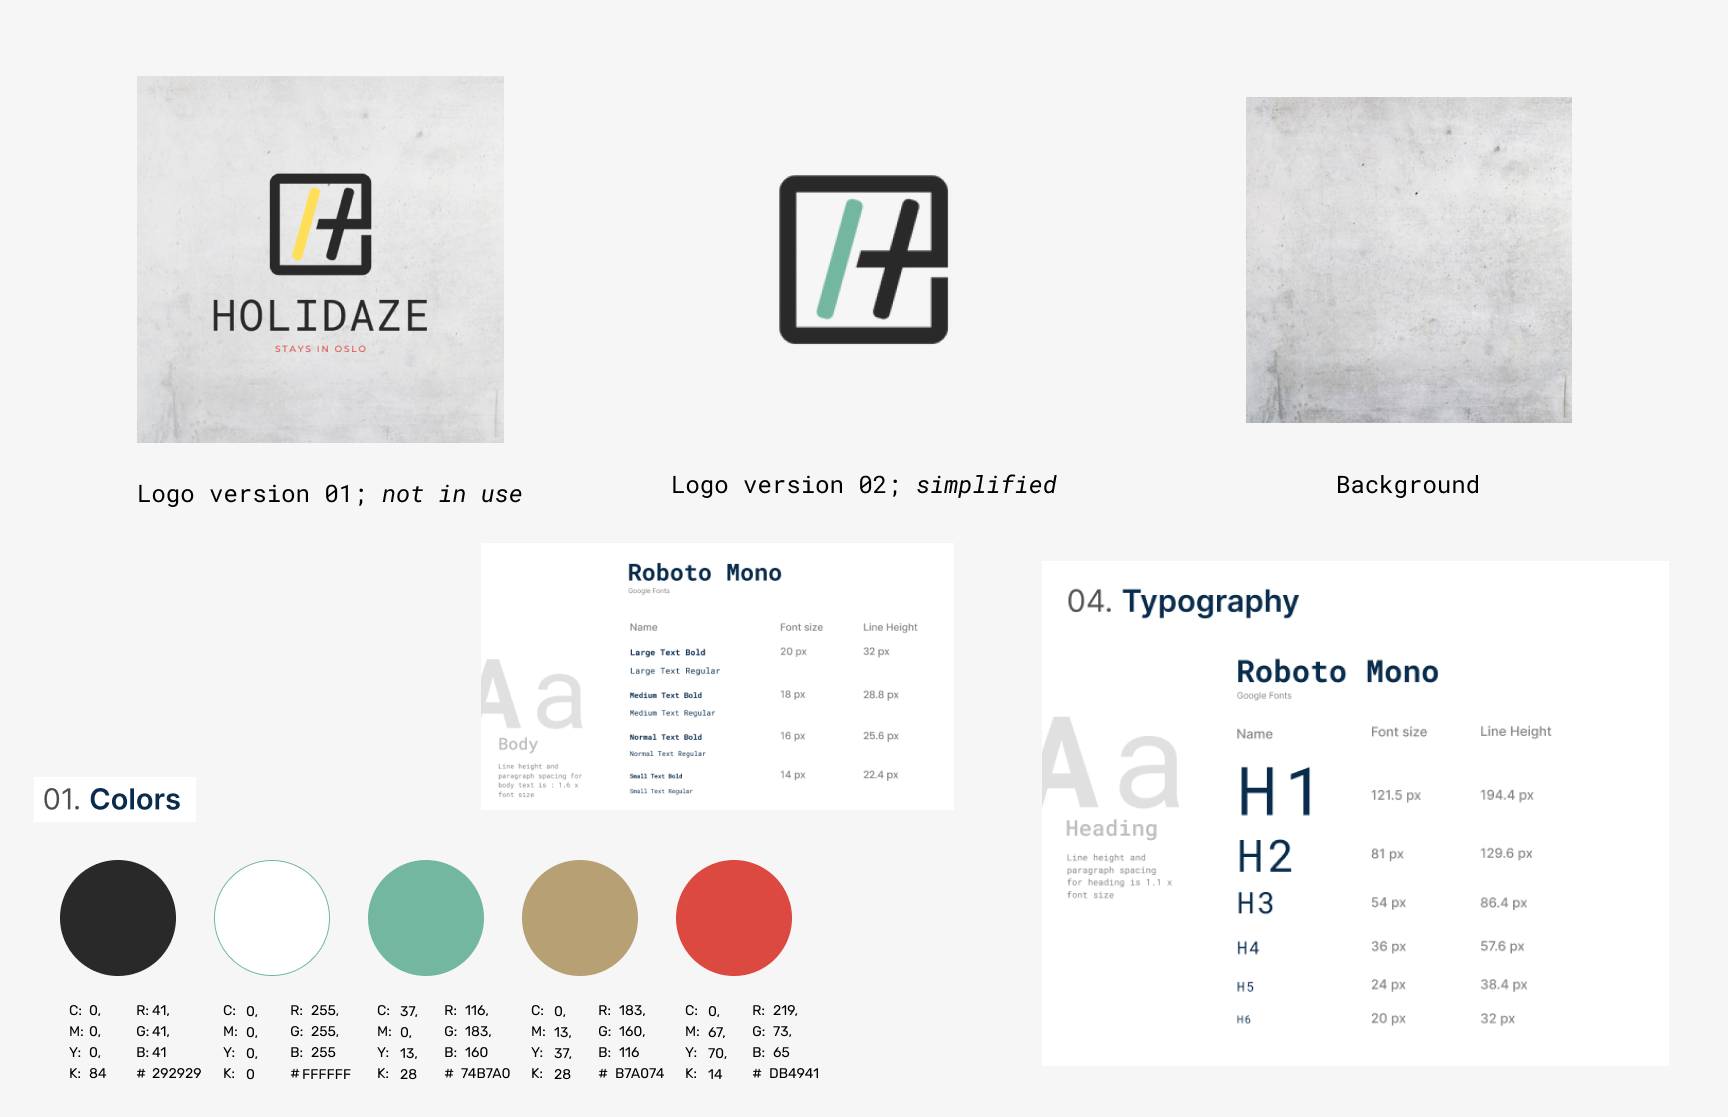 HOLIDAZE
STAYS IN OSLO
Logo version 01; not in use
Logo version 02; simplified
Background
Roboto Mono
Google Fonts
Name Font size Line Height
Large Text Bold 20 px 32 px
Large Text Regular
Medium Text Bold 18 px 28.8 px
Medium Text Regular
Normal Text Bold 16 px 25.6 px
Normal Text Regular
Small Text Bold 14 px 22.4 px
Small Text Regular
Aa
Body
Line height and
paragraph spacing for
body text is : 1.6 x
font size
04. Typography
Roboto Mono
Google Fonts
Name Font size Line Height
H1 121.5 px 194.4 px
H2 81 px 129.6 px
H3 54 px 86.4 px
H4 36 px 57.6 px
H5 24 px 38.4 px
H6 20 px 32 px
Aa
Heading
Line height and
paragraph spacing
for heading is 1.1 x
font size
01. Colors
C: 0, R: 41, C: 0, R: 255, C: 37, R: 116, C: 0, R: 183, C: 0, R: 219,
M: 0, G: 41, M: 0, G: 255, M: 0, G: 183, M: 13, G: 160, M: 67, G: 73,
Y: 0, B: 41 Y: 0, B: 255 Y: 13, B: 160 Y: 37, B: 116 Y: 70, B: 65
K: 84 # 292929 K: 0 # FFFFFF K: 28 # 74B7A0 K: 28 # B7A074 K: 14 # DB4941